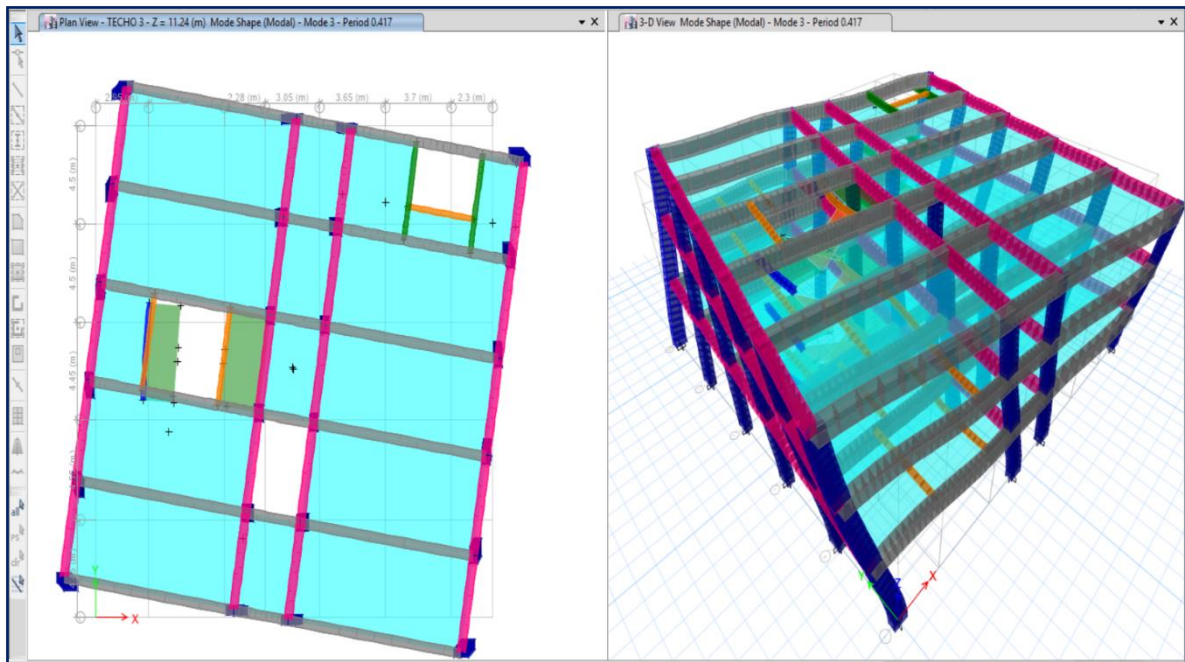 Plan View - TECHO 3 - Z = 11.24 (m) Mode Shape (Modal) - Mode 3 - Period 0.417
3-D View Mode Shape (Modal) - Mode 3 - Period 0.417
2.28 (m) 3.05 (m) 3.65 (m) 3.7 (m) 2.3 (m)
4.5 (m)
4.5 (m)
4.45 (m)
Y
X
Y Z X
all